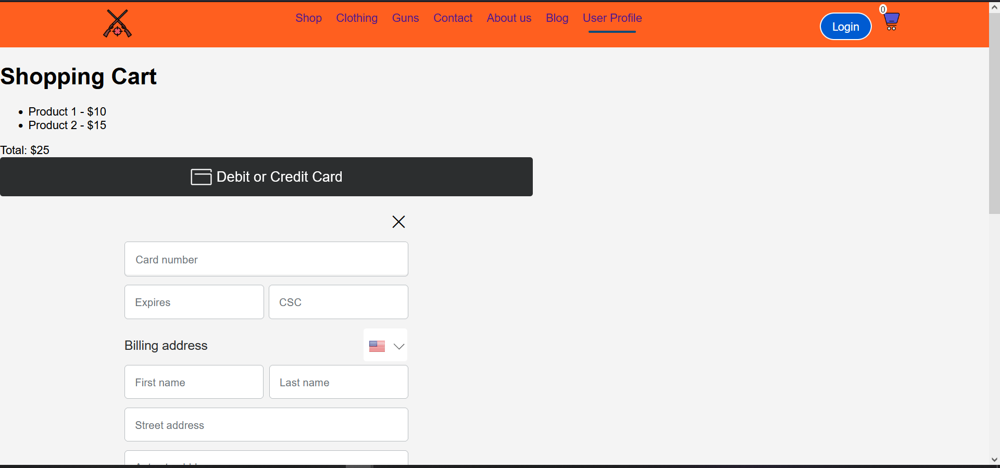 Shop Clothing Guns Contact About us Blog User Profile
Login
0
Shopping Cart
Product 1 - $10
Product 2 - $15
Total: $25
Debit or Credit Card
Card number
Expires CSC
Billing address
First name Last name
Street address